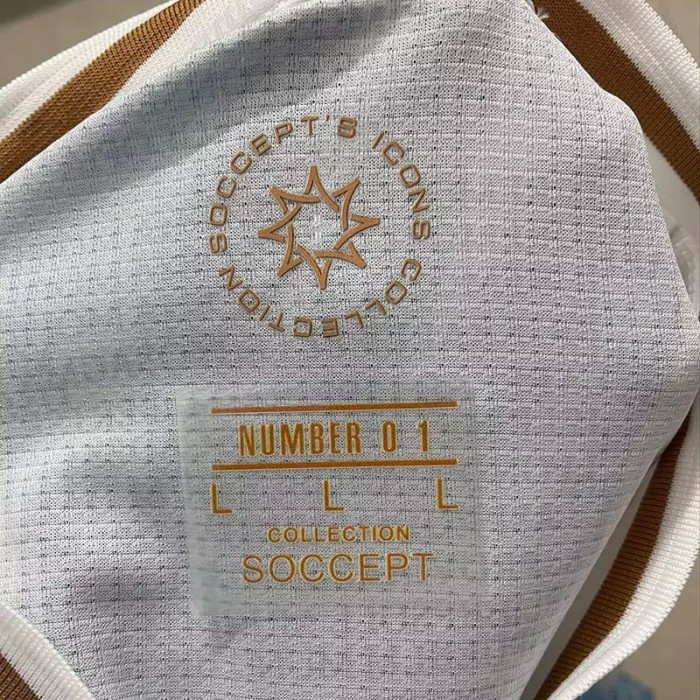 SOCCEPT'S ICONS COLLECTION
NUMBER 0 1
L L L
COLLECTION
SOCCEPT